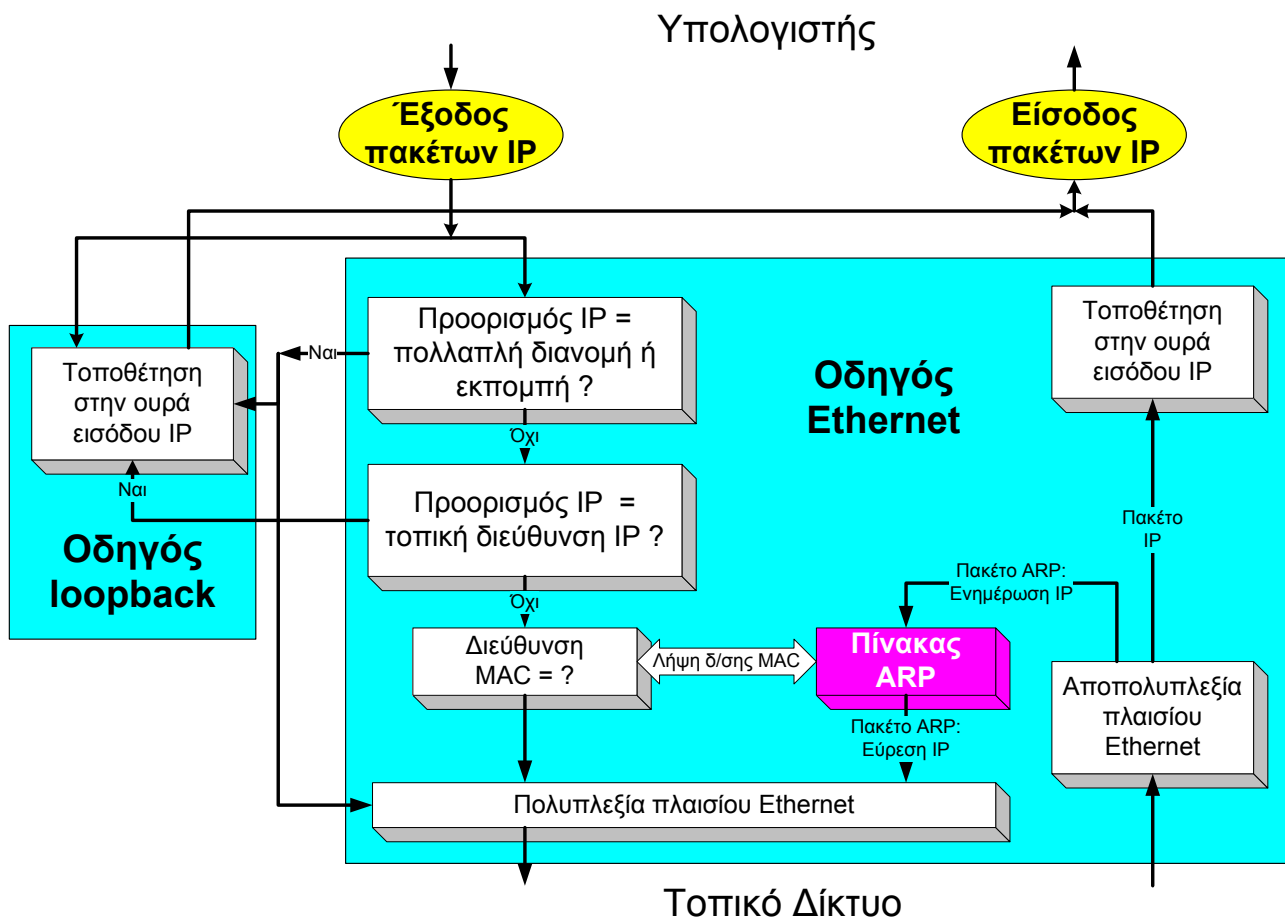 Υπολογιστής
Έξοδος
πακέτων IP
Είσοδος
πακέτων IP
Προορισμός IP =
πολλαπλή διανομή ή
εκπομπή ?
Ναι
Όχι
Τοποθέτηση
στην ουρά
εισόδου IP
Οδηγός
Ethernet
Τοποθέτηση
στην ουρά
εισόδου IP
Ναι
Προορισμός IP =
τοπική διεύθυνση IP ?
Όχι
Οδηγός
loopback
Πακέτο
IP
Πακέτο ARP:
Ενημέρωση IP
Διεύθυνση
MAC = ?
Λήψη δ/σης MAC
Πίνακας
ARP
Πακέτο ARP:
Εύρεση IP
Αποπολυπλεξία
πλαισίου
Ethernet
Πολυπλεξία πλαισίου Ethernet
Τοπικό Δίκτυο